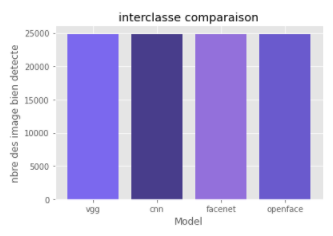 interclasse comparaison
nbre des image bien detecte
25000
20000
15000
10000
5000
0
vgg cnn facenet openface
Model